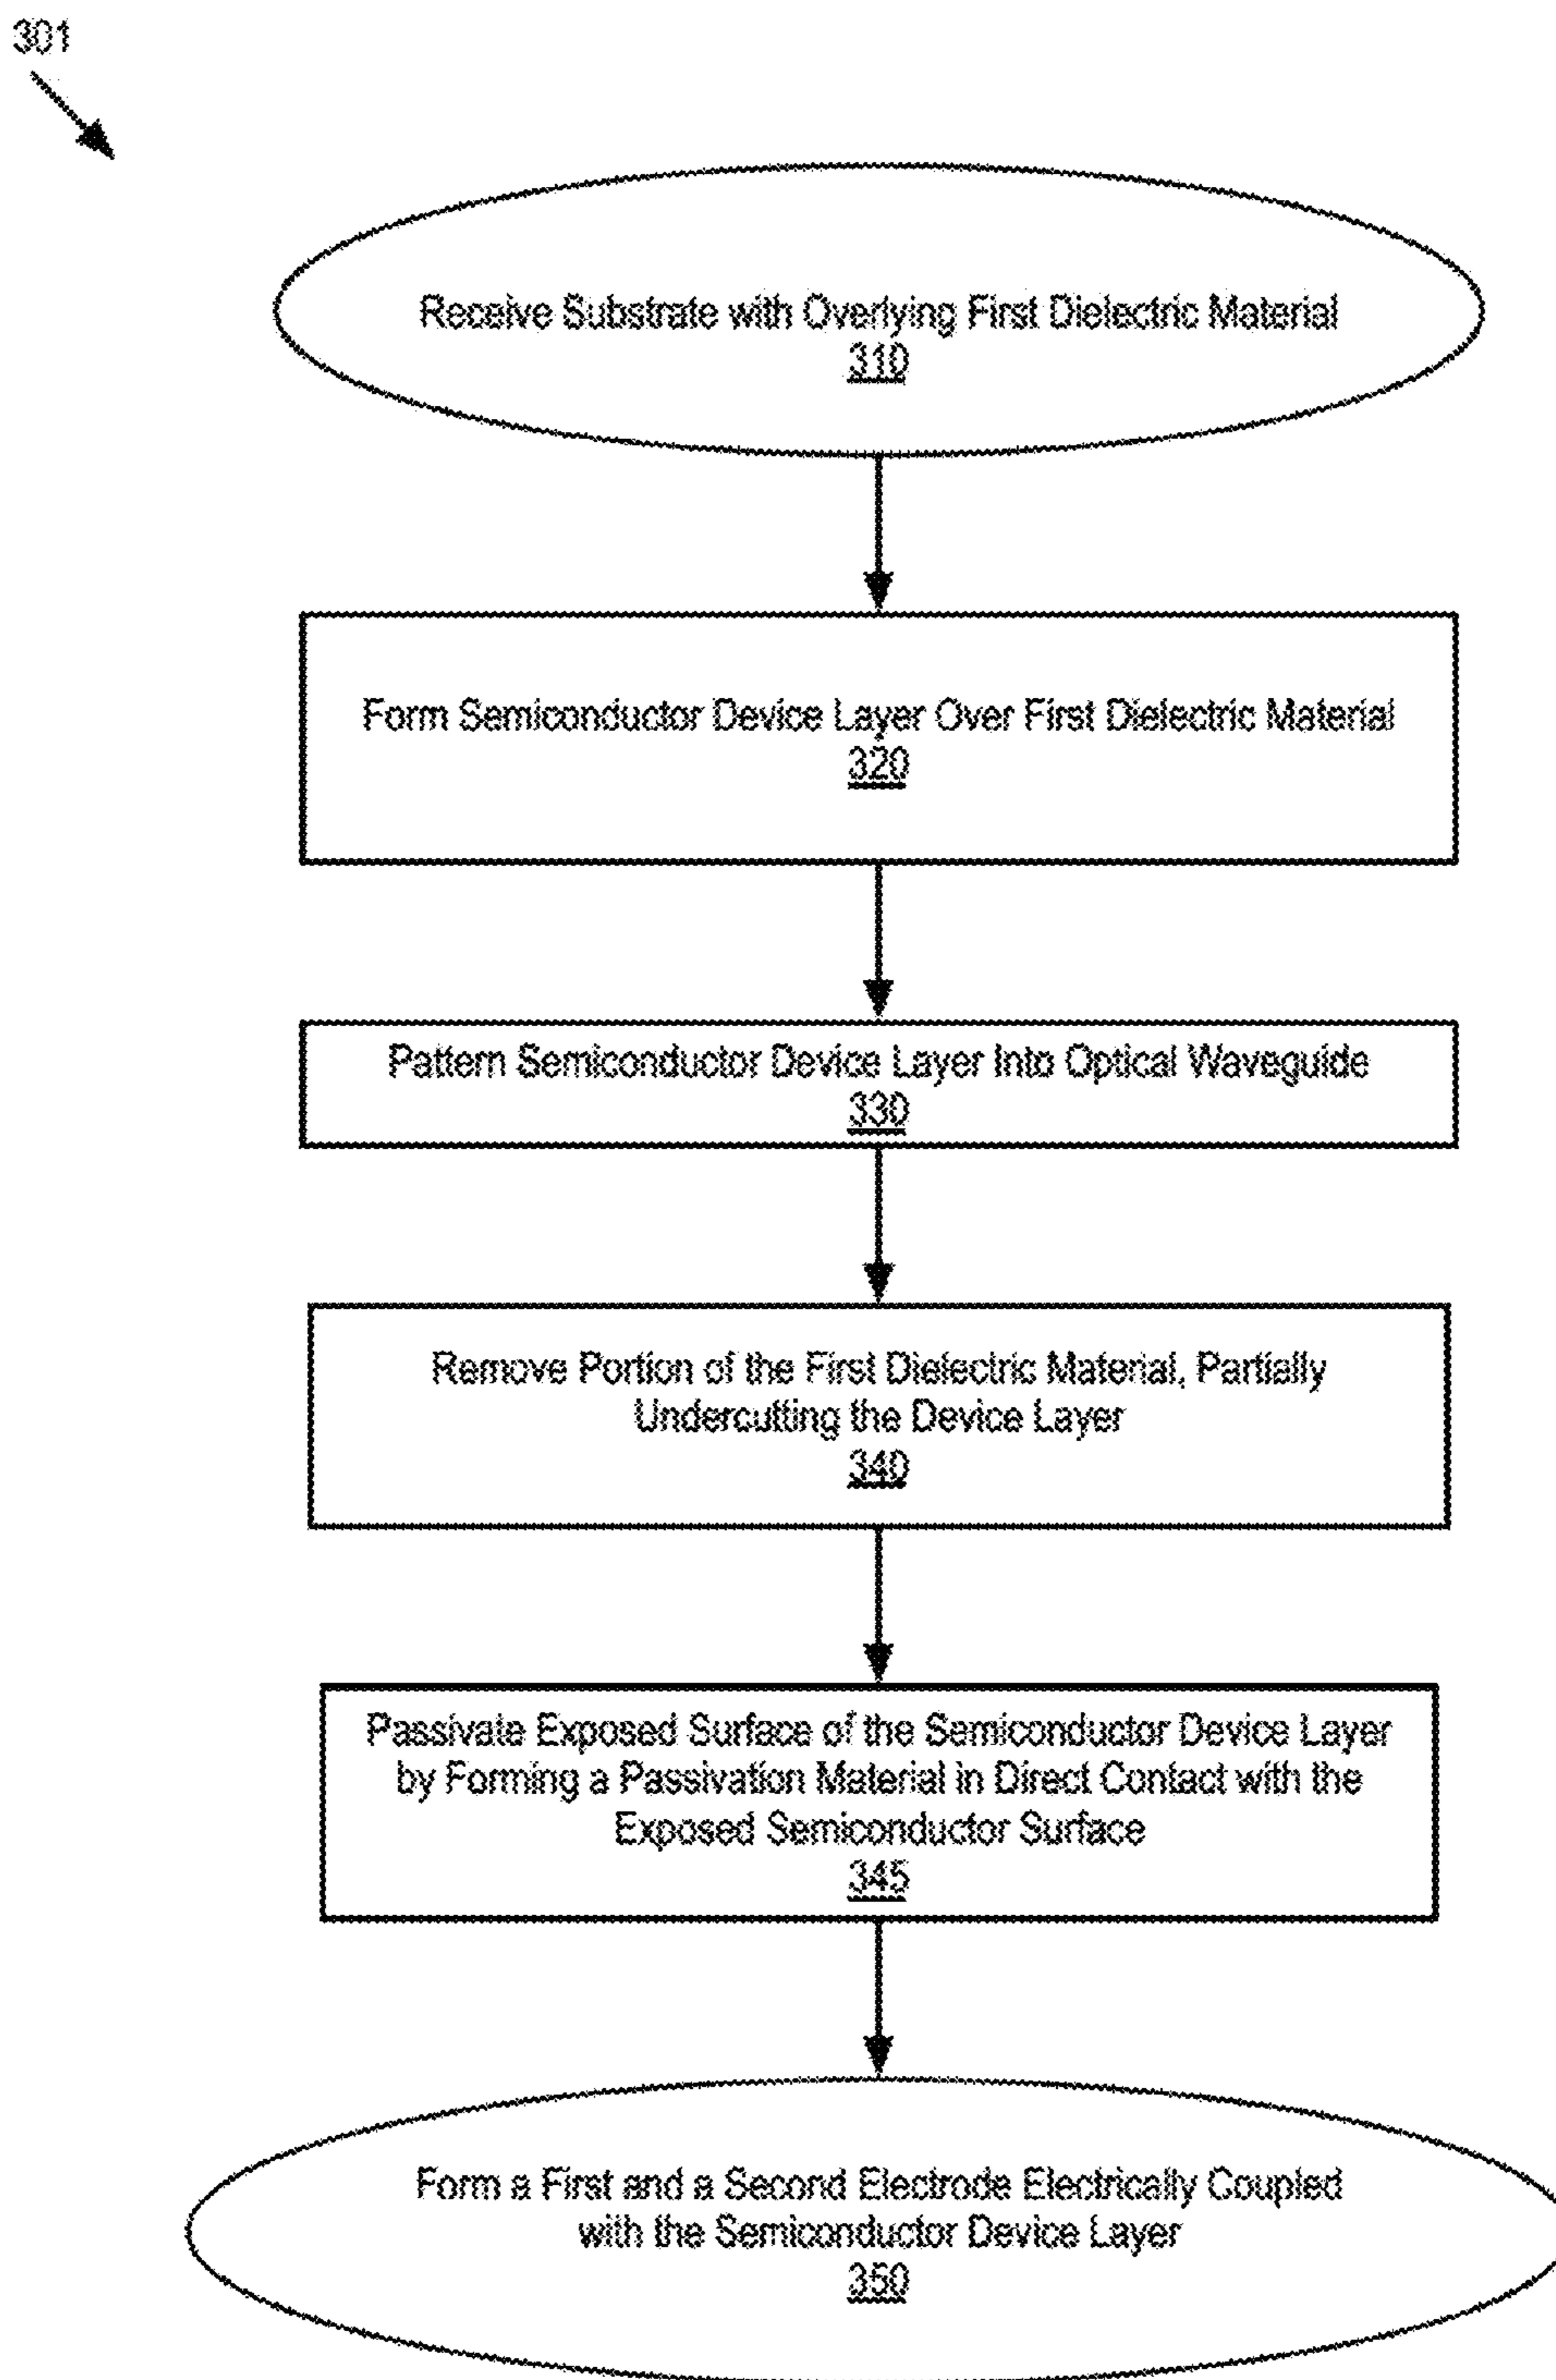 301
Receive Substrate with Overlying First Dielectric Material
310
Form Semiconductor Device Layer Over First Dielectric Material
320
Pattern Semiconductor Device Layer Into Optical Waveguide
330
Remove Portion of the First Dielectric Material, Partially
Undercutting the Device Layer
340
Passivate Exposed Surface of the Semiconductor Device Layer
by Forming a Passivation Material in Direct Contact with the
Exposed Semiconductor Surface
345
Form a First and a Second Electrode Electrically Coupled
with the Semiconductor Device Layer
350